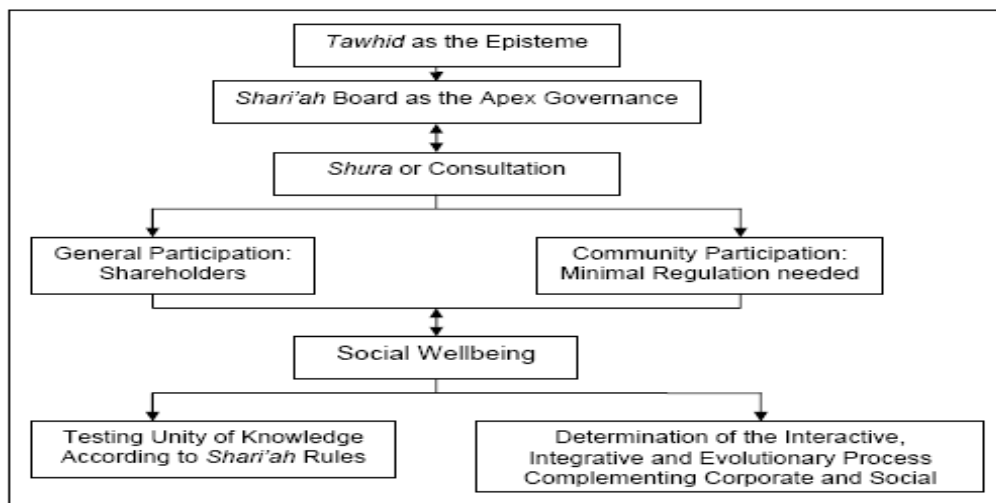 Tawhid as the Episteme
Shari'ah Board as the Apex Governance
Shura or Consultation
General Participation:
Shareholders
Community Participation:
Minimal Regulation needed
Social Wellbeing
Testing Unity of Knowledge
According to Shari'ah Rules
Determination of the Interactive,
Integrative and Evolutionary Process
Complementing Corporate and Social